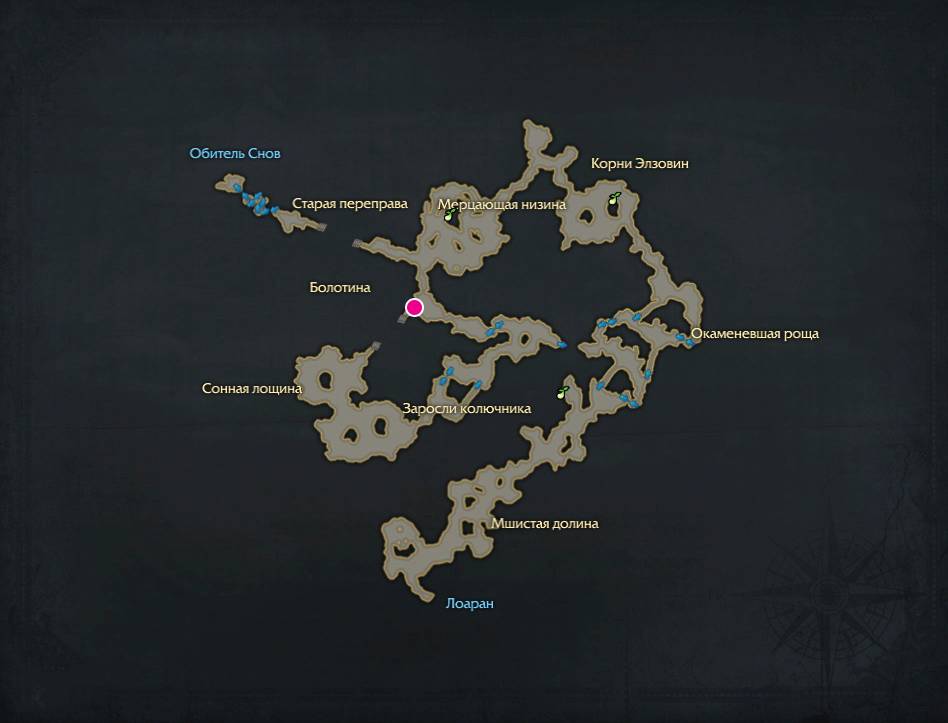 Обитель Снов
Корни Элзовин
Старая переправа
Мерцающая низина
Болотина
Окаменевшая роща
Сонная лощина
Заросли колючника
Мшистая долина
Лоаран